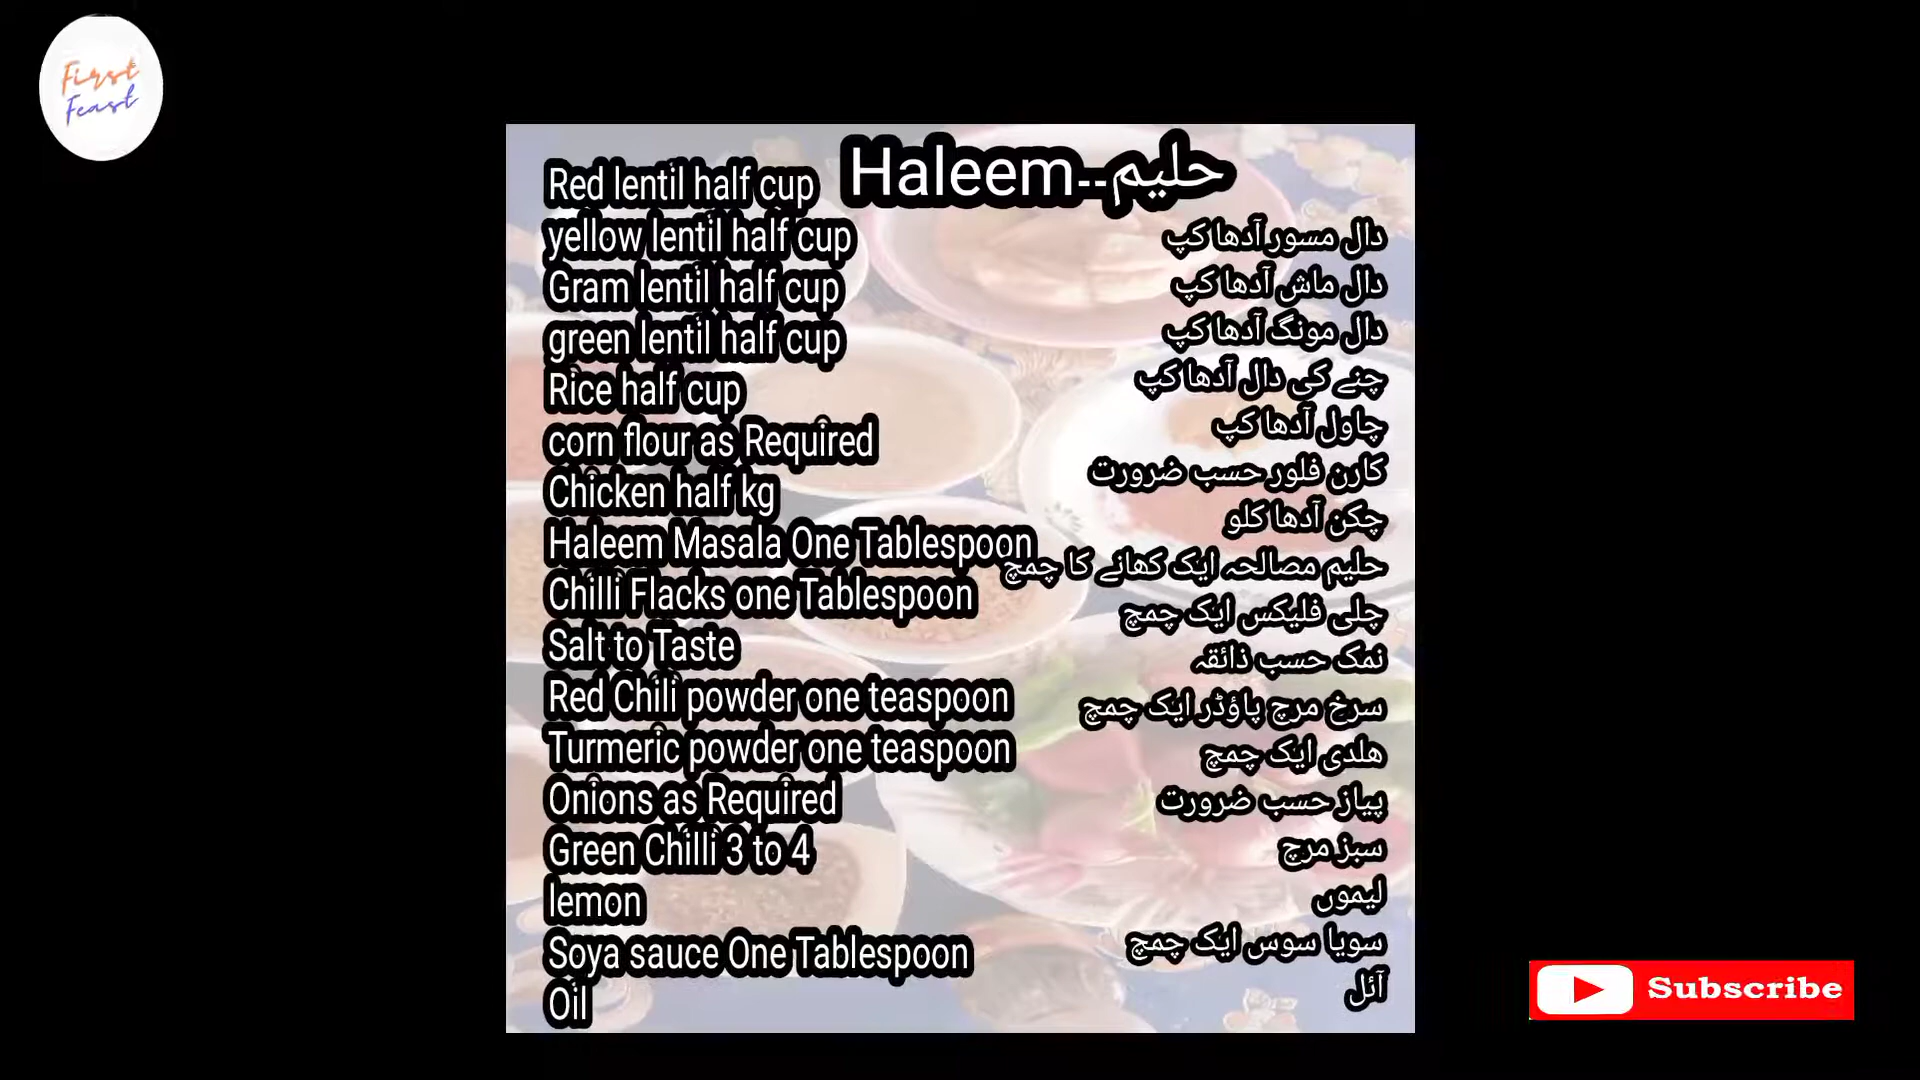 First
Feast
Haleem--حلیم
Red lentil half cup
yellow lentil half cup
Gram lentil half cup
green lentil half cup
Rice half cup
corn flour as Required
Chicken half kg
Haleem Masala One Tablespoon
Chilli Flacks one Tablespoon
Salt to Taste
Red Chili powder one teaspoon
Turmeric powder one teaspoon
Onions as Required
Green Chilli 3 to 4
lemon
Soya sauce One Tablespoon
Oil
دال مسور آدھا کپ
دال ماش آدھا کپ
دال مونگ آدھا کپ
چنے کی دال آدھا کپ
چاول آدھا کپ
کارن فلور حسب ضرورت
چکن آدھا کلو
حلیم مصالحہ ایک کھانے کا چمچ
چلی فلیکس ایک چمچ
نمک حسب ذائقہ
سرخ مرچ پاؤڈر ایک چمچ
ھلدی ایک چمچ
پیاز حسب ضرورت
سبز مرچ
لیموں
سویا سوس ایک چمچ
آئل
Subscribe